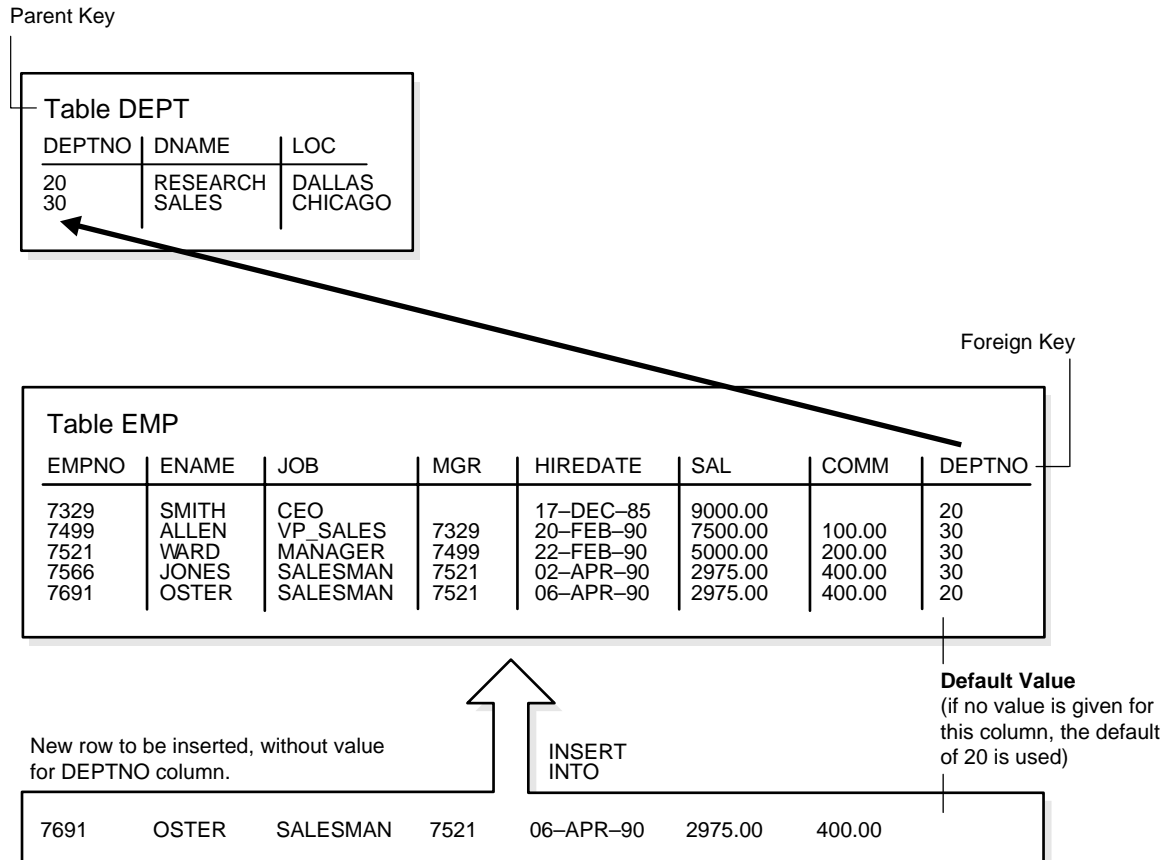 Parent Key
Table DEPT
DEPTNO DNAME LOC
20 RESEARCH DALLAS
30 SALES CHICAGO
Foreign Key
Table EMP
EMPNO ENAME JOB MGR HIREDATE SAL COMM DEPTNO
7329 SMITH CEO 17–DEC–85 9000.00 20
7499 ALLEN VP_SALES 7329 20–FEB–90 7500.00 100.00 30
7521 WARD MANAGER 7499 22–FEB–90 5000.00 200.00 30
7566 JONES SALESMAN 7521 02–APR–90 2975.00 400.00 30
7691 OSTER SALESMAN 7521 06–APR–90 2975.00 400.00 20
Default Value
(if no value is given for
this column, the default
of 20 is used)
New row to be inserted, without value
for DEPTNO column.
INSERT
INTO
7691 OSTER SALESMAN 7521 06–APR–90 2975.00 400.00